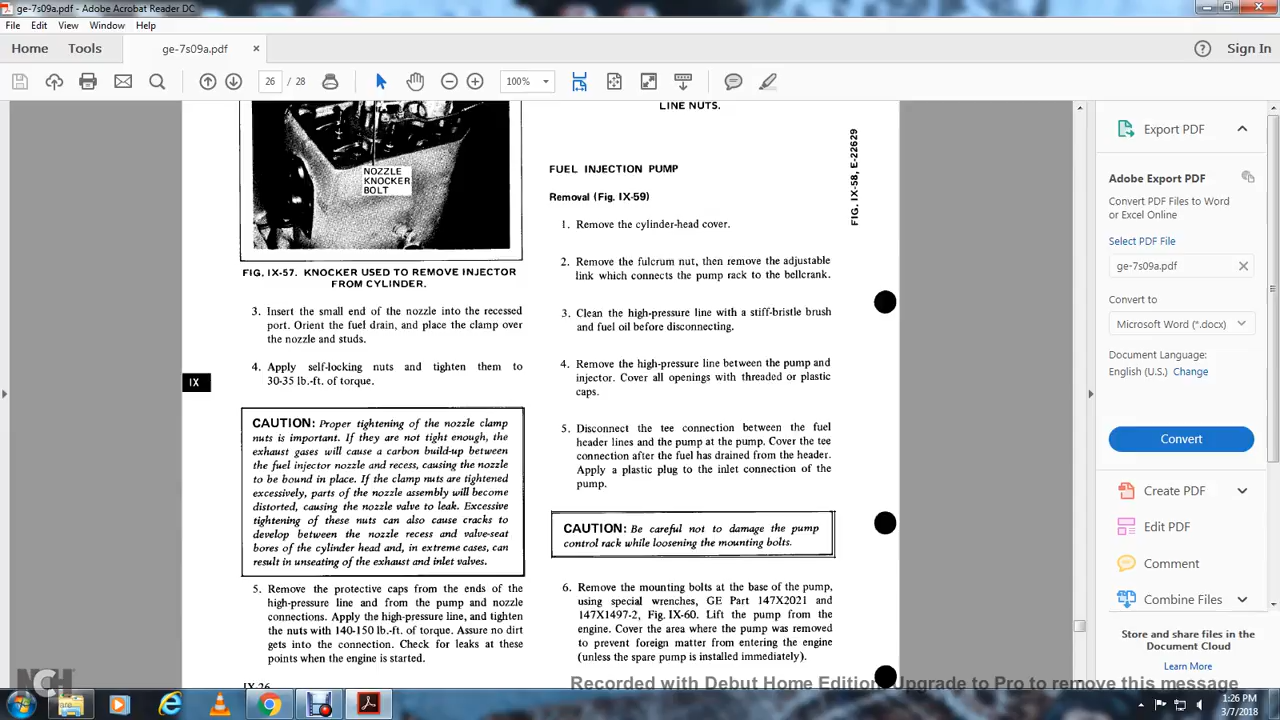 ge-7s09a.pdf - Adobe Acrobat Reader DC
File Edit View Window Help
Home Tools ge-7s09a.pdf × Sign In
26 / 28 100%
NOZZLE
KNOCKER
BOLT
FIG. IX-57. KNOCKER USED TO REMOVE INJECTOR
FROM CYLINDER.
3. Insert the small end of the nozzle into the recessed
port. Orient the fuel drain, and place the clamp over
the nozzle and studs.
4. Apply self-locking nuts and tighten them to
30-35 lb.-ft. of torque.
IX
CAUTION: Proper tightening of the nozzle clamp
nuts is important. If they are not tight enough, the
exhaust gases will cause a carbon build-up between
the fuel injector nozzle and recess, causing the nozzle
to be bound in place. If the clamp nuts are tightened
excessively, parts of the nozzle assembly will become
distorted, causing the nozzle valve to leak. Excessive
tightening of these nuts can also cause cracks to
develop between the nozzle recess and valve-seat
bores of the cylinder head and, in extreme cases, can
result in unseating of the exhaust and inlet valves.
5. Remove the protective caps from the ends of the
high-pressure line and from the pump and nozzle
connections. Apply the high-pressure line, and tighten
the nuts with 140-150 lb.-ft. of torque. Assure no dirt
gets into the connection. Check for leaks at these
points when the engine is started.
IX-26
LINE NUTS.
FIG. IX-58, E-22629
FUEL INJECTION PUMP
Removal (Fig. IX-59)
1. Remove the cylinder-head cover.
2. Remove the fulcrum nut, then remove the adjustable
link which connects the pump rack to the bellcrank.
3. Clean the high-pressure line with a stiff-bristle brush
and fuel oil before disconnecting.
4. Remove the high-pressure line between the pump and
injector. Cover all openings with threaded or plastic
caps.
5. Disconnect the tee connection between the fuel
header lines and the pump at the pump. Cover the tee
connection after the fuel has drained from the header.
Apply a plastic plug to the inlet connection of the
pump.
CAUTION: Be careful not to damage the pump
control rack while loosening the mounting bolts.
6. Remove the mounting bolts at the base of the pump,
using special wrenches, GE Part 147X2021 and
147X1497-2, Fig. IX-60. Lift the pump from the
engine. Cover the area where the pump was removed
to prevent foreign matter from entering the engine
(unless the spare pump is installed immediately).
Export PDF
Adobe Export PDF
Convert PDF Files to Word
or Excel Online
Select PDF File
ge-7s09a.pdf
Convert to
Microsoft Word (*.docx)
Document Language:
English (U.S.) Change
Convert
Create PDF
Edit PDF
Comment
Combine Files
Store and share files in the
Document Cloud
Learn More
NCH
Recorded with Debut Home Edition. Upgrade to Pro to remove this message
1:26 PM
3/7/2018